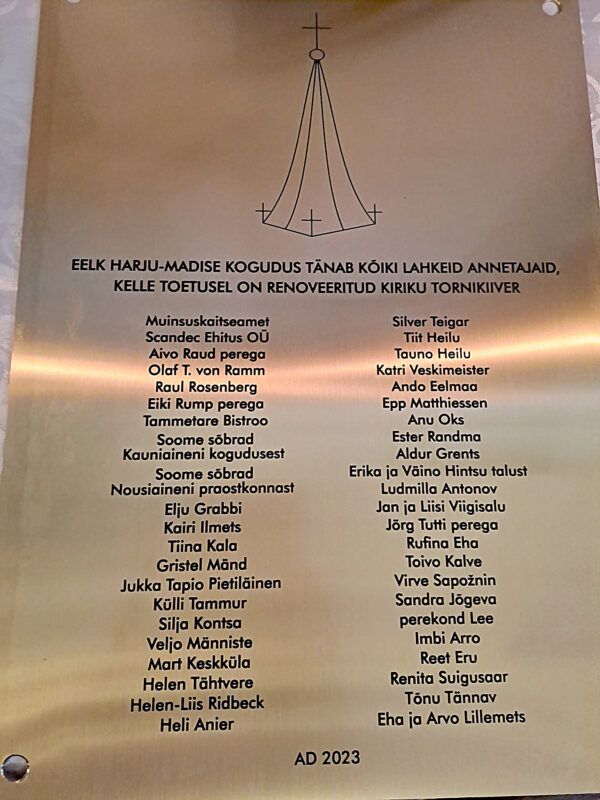 EELK HARJU-MADISE KOGUDUS TÄNAB KÕIKI LAHKEID ANNETAJAID,
KELLE TOETUSEL ON RENOVEERITUD KIRIKU TORNIKIIVER
Muinsuskaitseamet
Scandec Ehitus OÜ
Aivo Raud perega
Olaf T. von Ramm
Raul Rosenberg
Eiki Rump perega
Tammetare Bistroo
Soome sõbrad
Kauniaineni kogudusest
Soome sõbrad
Nousiaineni praostkonnast
Elju Grabbi
Kairi Ilmets
Tiina Kala
Gristel Mänd
Jukka Tapio Pietiläinen
Külli Tammur
Silja Kontsa
Veljo Männiste
Mart Keskküla
Helen Tähtvere
Helen-Liis Ridbeck
Heli Anier
Silver Teigar
Tiit Heilu
Tauno Heilu
Katri Veskimeister
Ando Eelmaa
Epp Matthiessen
Anu Oks
Ester Randma
Aldur Grents
Erika ja Väino Hintsu talust
Ludmilla Antonov
Jan ja Liisi Viigisalu
Jörg Tutti perega
Rufina Eha
Toivo Kalve
Virve Sapožnin
Sandra Jõgeva
perekond Lee
Imbi Arro
Reet Eru
Renita Suigusaar
Tõnu Tännav
Eha ja Arvo Lillemets
AD 2023